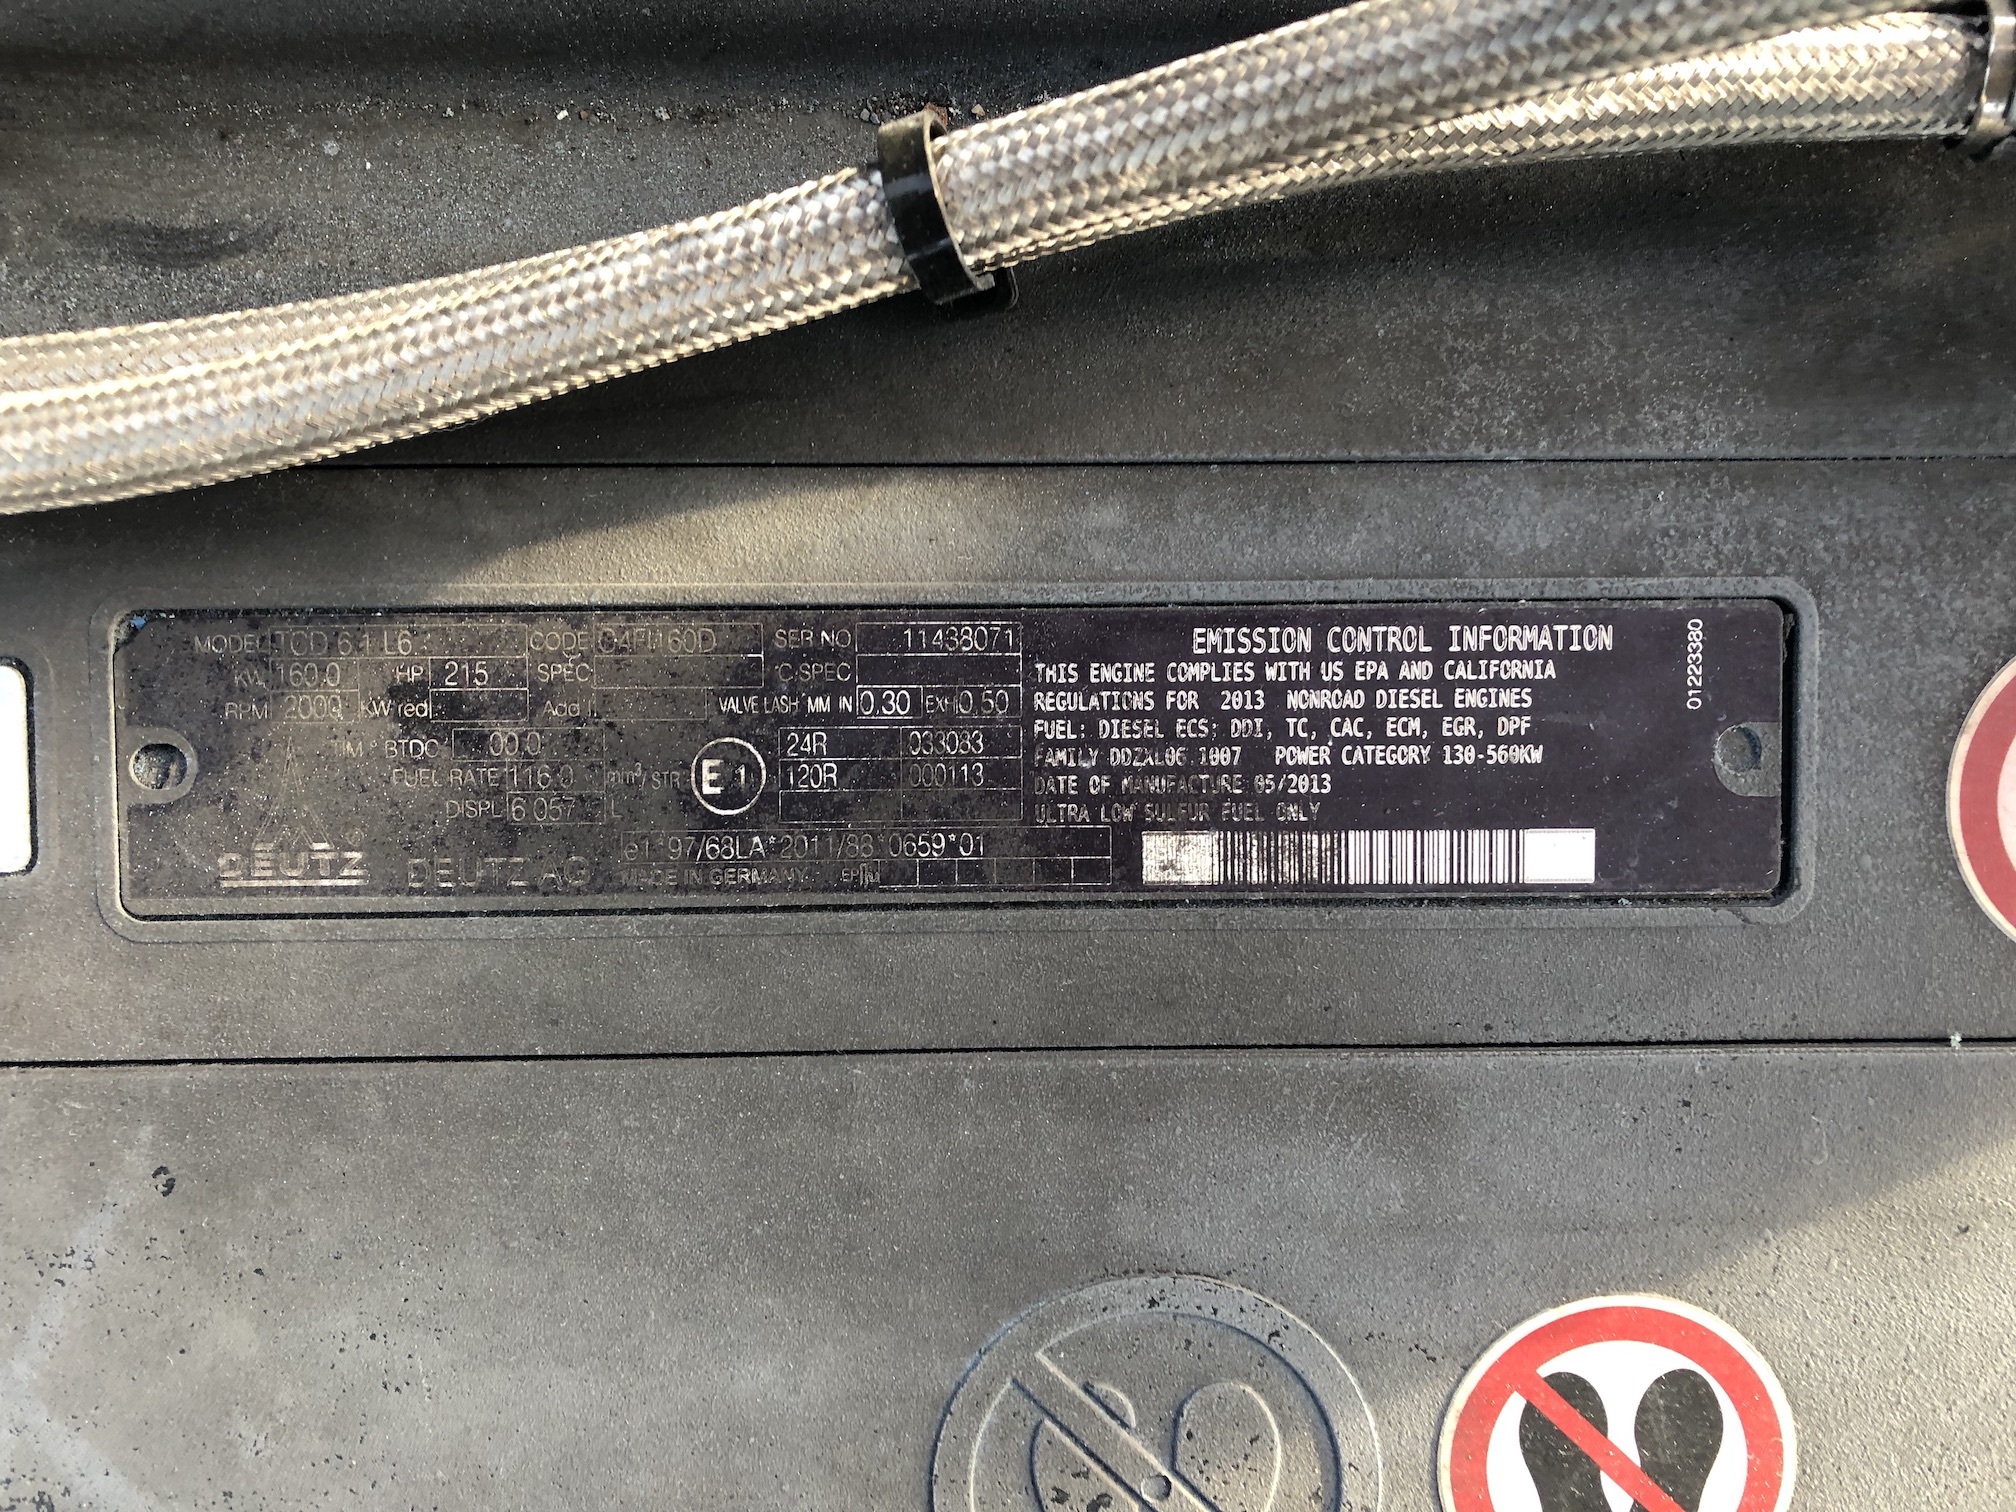 MODEL TCD 6.1 L6 CODE SER NO 11438071
KW 160.0 HP 215 SPEC C-SPEC
RPM 2000 KW red Add VALVE LASH MM IN 0,30 EXH 0,50
TIM ° BTDC 00.0 24R 033083
FUEL RATE 116.0 mm³/STR E 1 120R 000113
DISPL 6.057 L
e1*97/68LA*2011/88*0659*01
DEUTZ DEUTZ AG MADE IN GERMANY
EMISSION CONTROL INFORMATION
THIS ENGINE COMPLIES WITH US EPA AND CALIFORNIA
REGULATIONS FOR 2013 NONROAD DIESEL ENGINES
FUEL: DIESEL ECS: DDI, TC, CAC, ECM, EGR, DPF
FAMILY DDZXL06.1007 POWER CATEGORY 130-560KW
DATE OF MANUFACTURE 05/2013
ULTRA LOW SULFUR FUEL ONLY
01223380